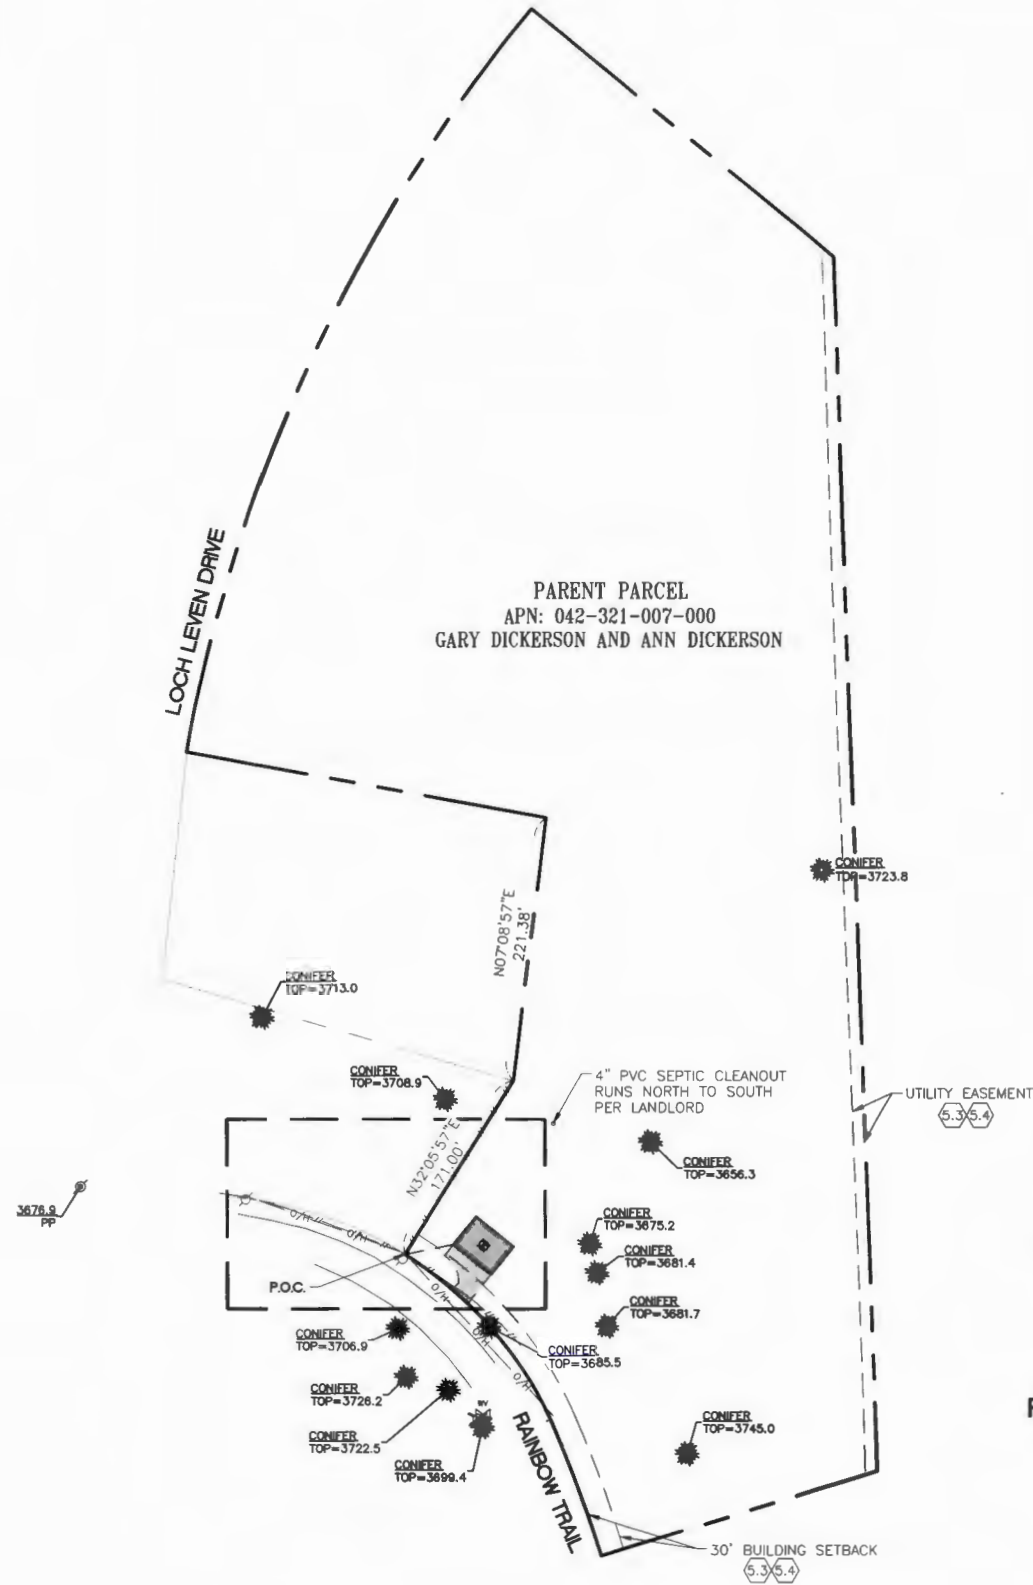 LOCH LEVEN DRIVE
PARENT PARCEL
APN: 042-321-007-000
GARY DICKERSON AND ANN DICKERSON
CONIFER
TOP=3723.8
N07°08'57"E
221.38'
CONIFER
TOP=3713.0
CONIFER
TOP=3708.9
4" PVC SEPTIC CLEANOUT
RUNS NORTH TO SOUTH
PER LANDLORD
UTILITY EASEMENT
5.3 5.4
N32°05'57"E
171.00'
CONIFER
TOP=3656.3
3676.9
PP
O/H
O/H
CONIFER
TOP=3675.2
CONIFER
TOP=3681.4
P.O.C.
O/H
CONIFER
TOP=3681.7
O/H
CONIFER
TOP=3706.9
CONIFER
TOP=3685.5
O/H
CONIFER
TOP=3726.2
WV
CONIFER
TOP=3722.5
CONIFER
TOP=3745.0
CONIFER
TOP=3699.4
RAINBOW TRAIL
30' BUILDING SETBACK
5.3 5.4